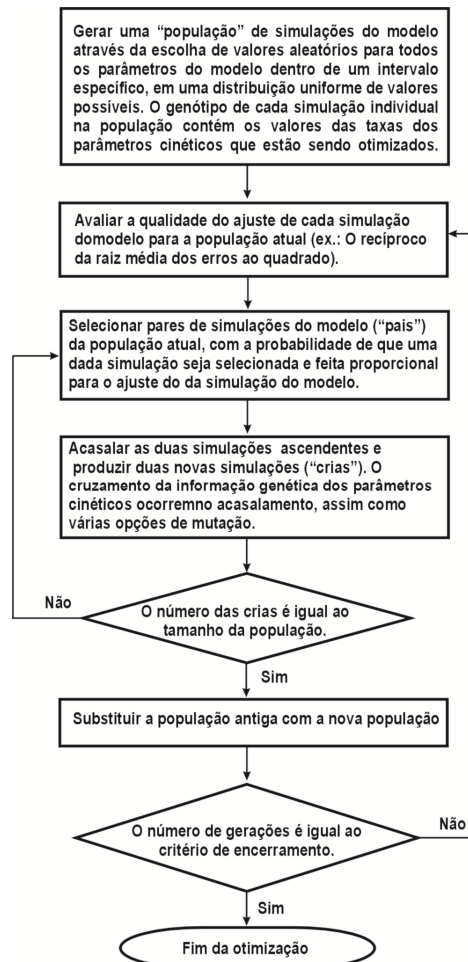 Gerar uma “população” de simulações do modelo
através da escolha de valores aleatórios para todos
os parâmetros do modelo dentro de um intervalo
específico, em uma distribuição uniforme de valores
possíveis. O genótipo de cada simulação individual
na população contém os valores das taxas dos
parâmetros cinéticos que estão sendo otimizados.
Avaliar a qualidade do ajuste de cada simulação
domodelo para a população atual (ex.: O recíproco
da raiz média dos erros ao quadrado).
Selecionar pares de simulações do modelo (“pais”)
da população atual, com a probabilidade de que uma
dada simulação seja selecionada e feita proporcional
para o ajuste do da simulação do modelo.
Acasalar as duas simulações ascendentes e
produzir duas novas simulações (“crias”). O
cruzamento da informação genética dos parâmetros
cinéticos ocorremno acasalamento, assim como
várias opções de mutação.
Não
O número das crias é igual ao
tamanho da população.
Sim
Substituir a população antiga com a nova população
Não
O número de gerações é igual ao
critério de encerramento.
Sim
Fim da otimização